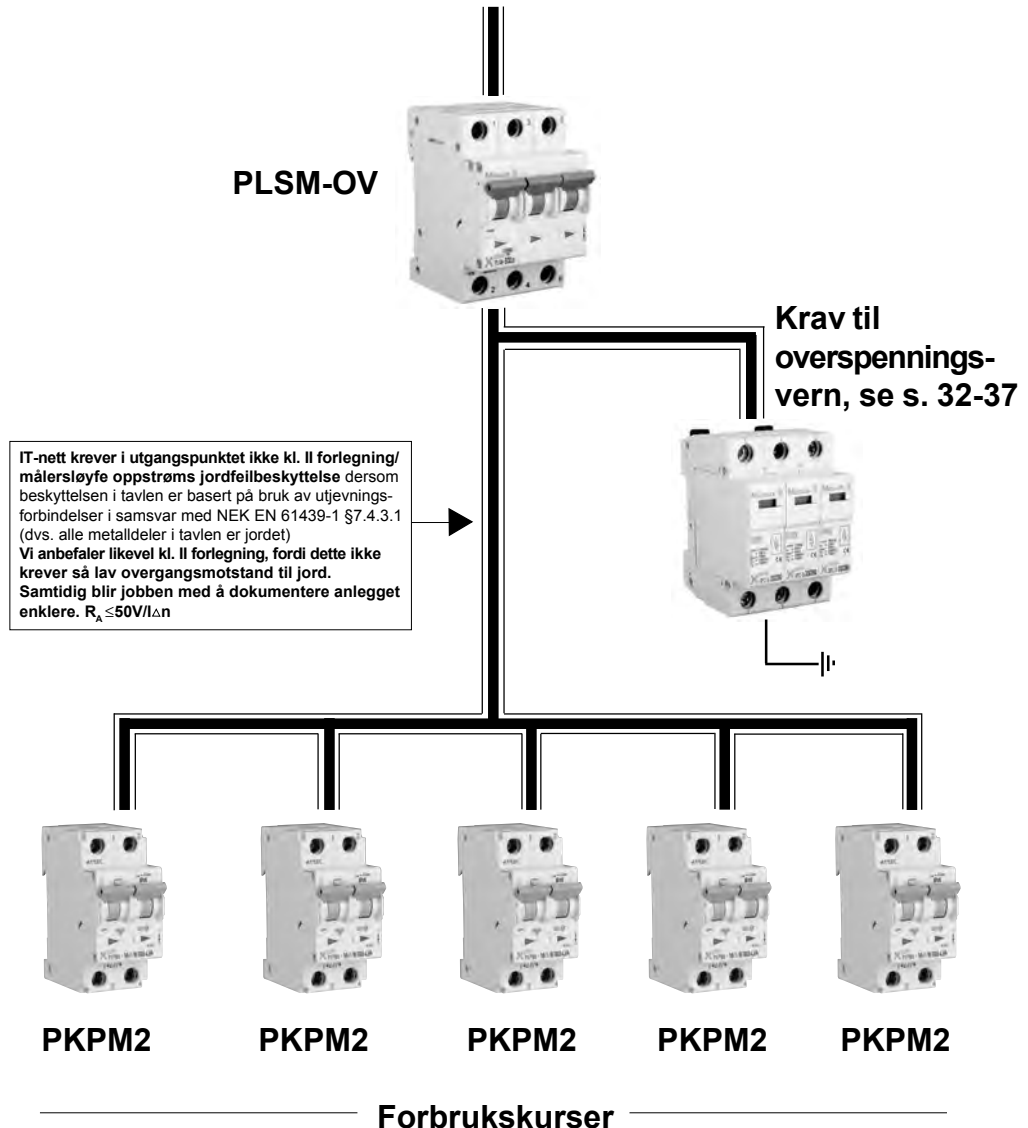 PLSM-OV
Krav til
overspennings-
vern, se s. 32-37
IT-nett krever i utgangspunktet ikke kl. II forlegning/
målersløyfe oppstrøms jordfeilbeskyttelse dersom
beskyttelsen i tavlen er basert på bruk av utjevnings-
forbindelser i samsvar med NEK EN 61439-1 §7.4.3.1
(dvs. alle metalldeler i tavlen er jordet)
Vi anbefaler likevel kl. II forlegning, fordi dette ikke
krever så lav overgangsmotstand til jord.
Samtidig blir jobben med å dokumentere anlegget
enklere. R_A ≤50V/I△n
PKPM2 PKPM2 PKPM2 PKPM2 PKPM2
Forbrukskurser